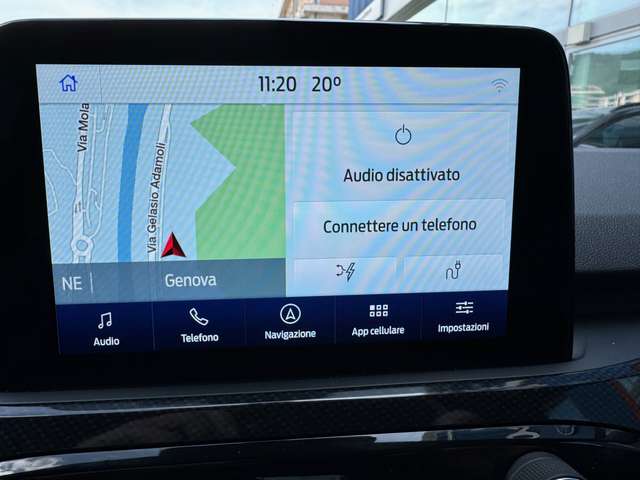 11:20 20°
Via Mola
Via Gelasio Adamoli
Audio disattivato
Connettere un telefono
NE
Genova
Audio
Telefono
Navigazione
App cellulare
Impostazioni